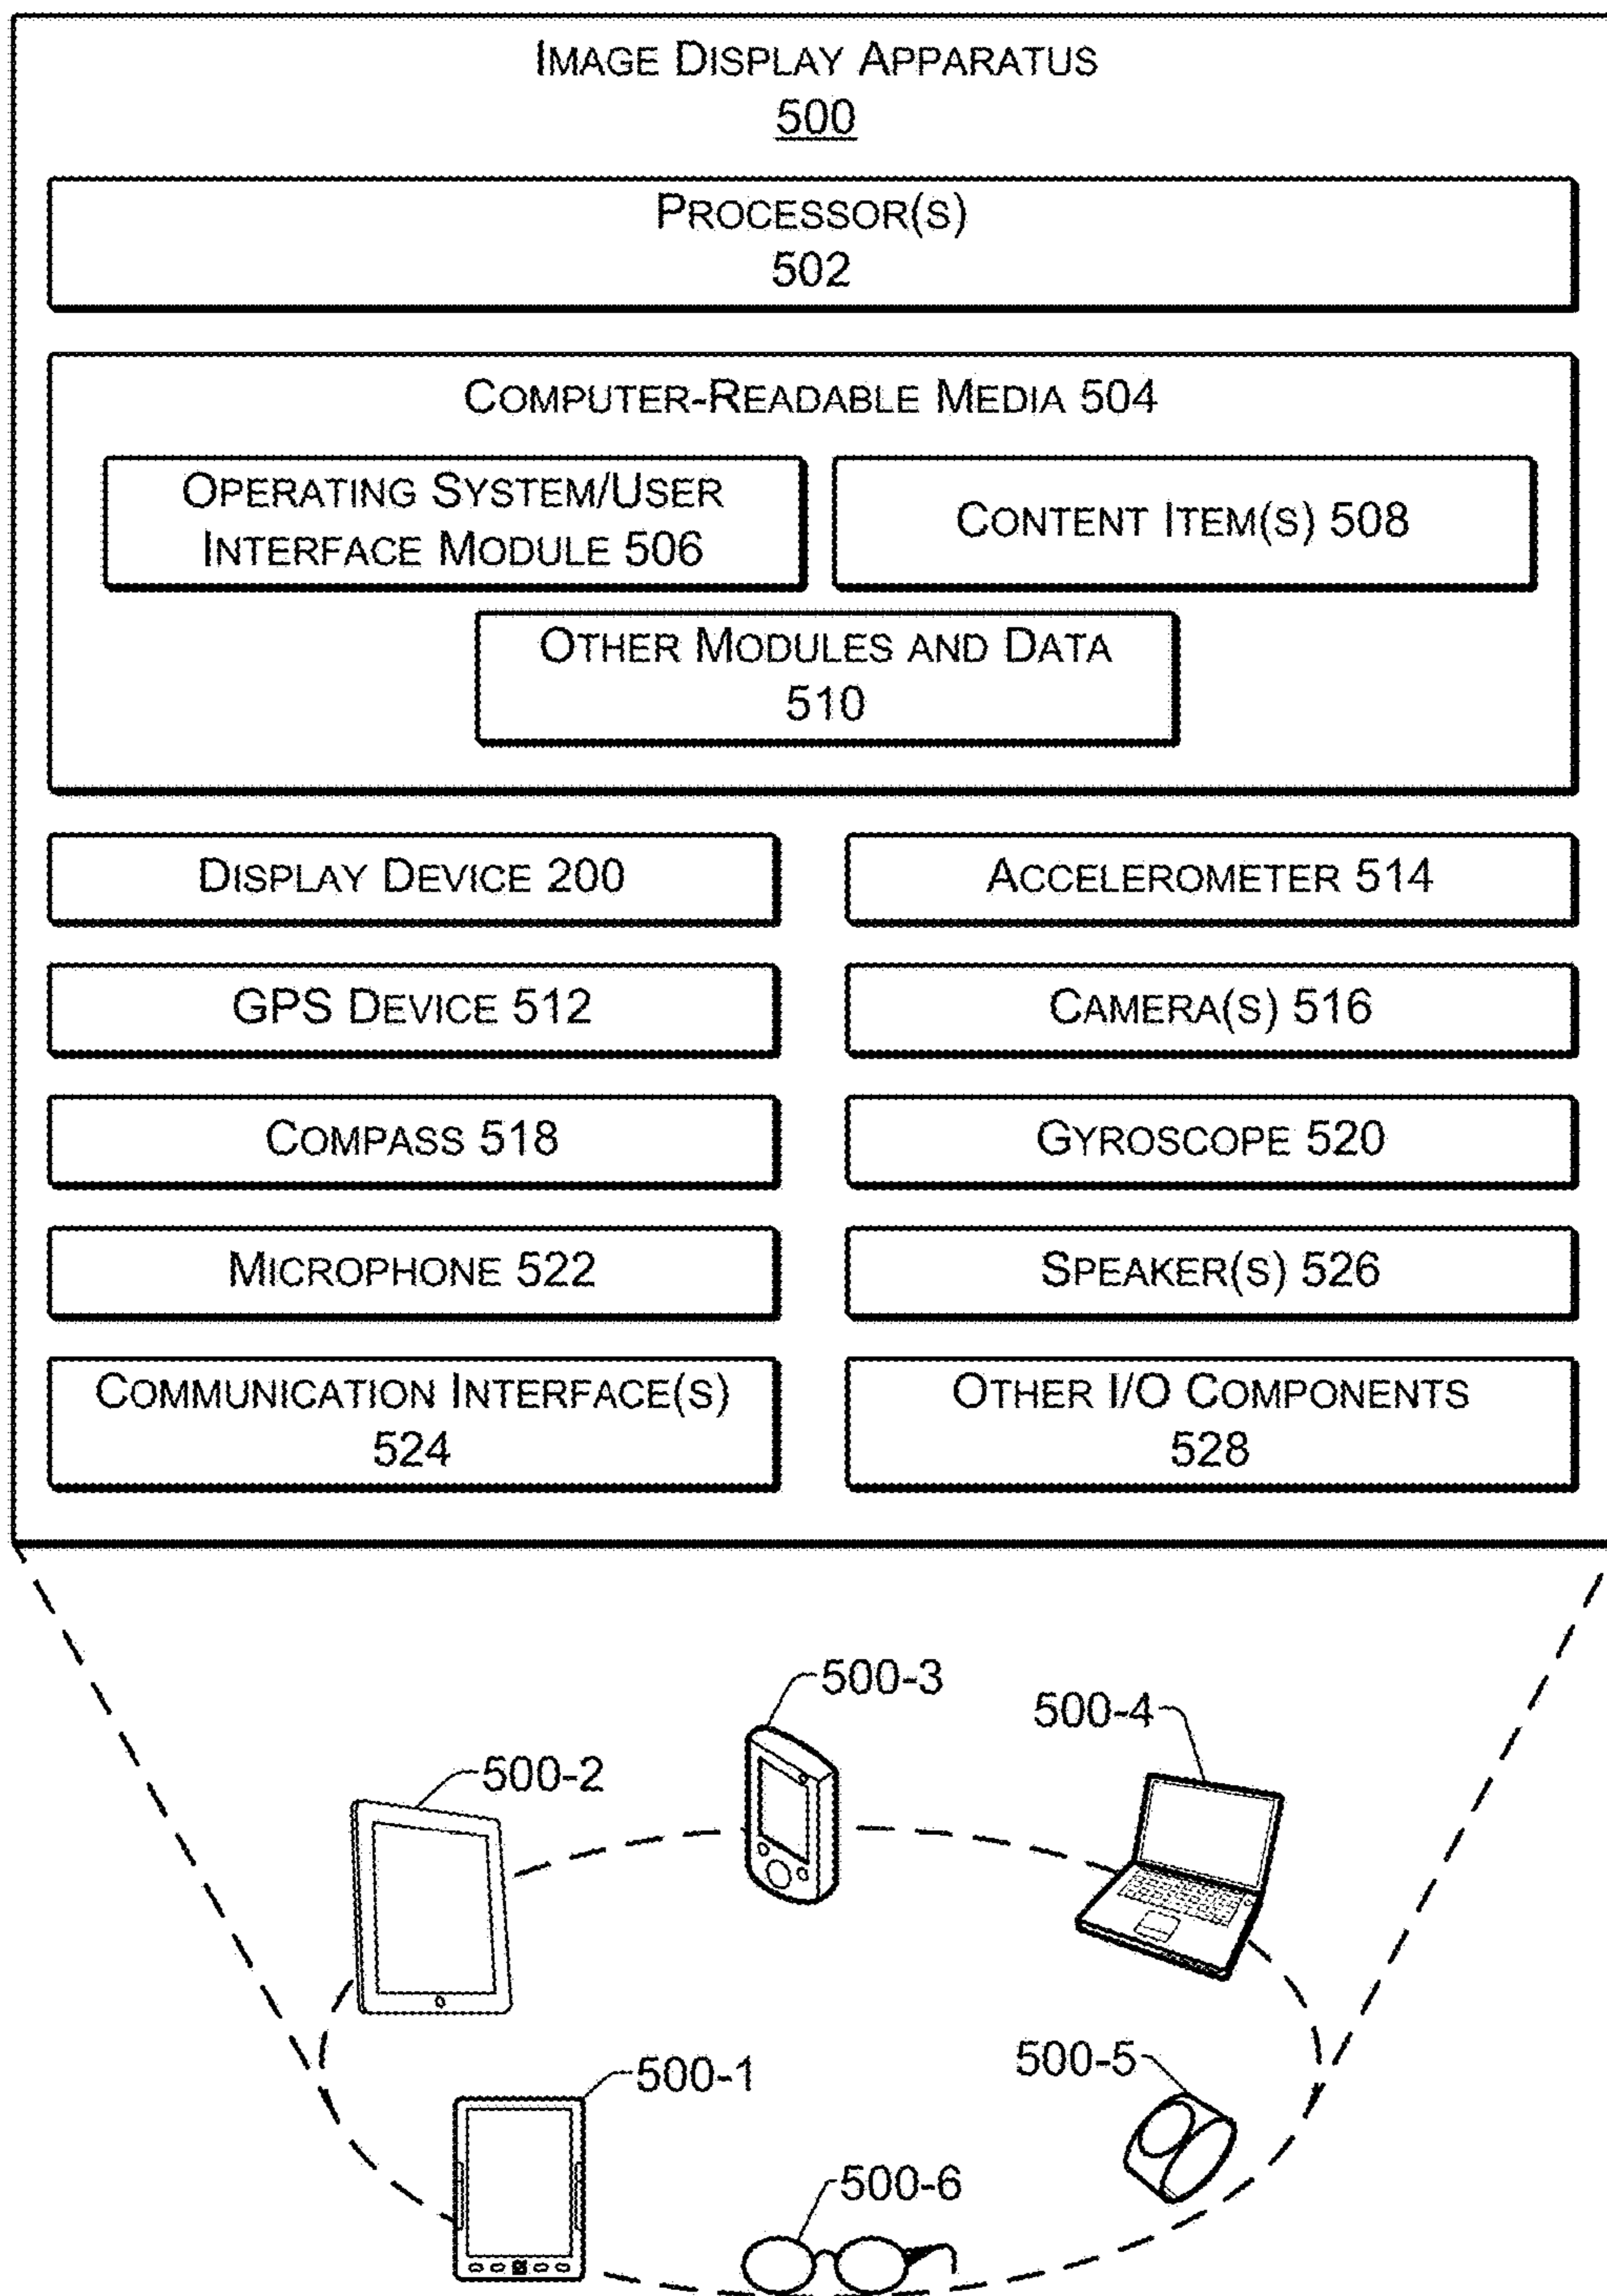 IMAGE DISPLAY APPARATUS
500
PROCESSOR(S)
502
COMPUTER-READABLE MEDIA 504
OPERATING SYSTEM/USER
INTERFACE MODULE 506
CONTENT ITEM(S) 508
OTHER MODULES AND DATA
510
DISPLAY DEVICE 200
ACCELEROMETER 514
GPS DEVICE 512
CAMERA(S) 516
COMPASS 518
GYROSCOPE 520
MICROPHONE 522
SPEAKER(S) 526
COMMUNICATION INTERFACE(S)
524
OTHER I/O COMPONENTS
528
500-3
500-4
500-2
500-5
500-1
500-6